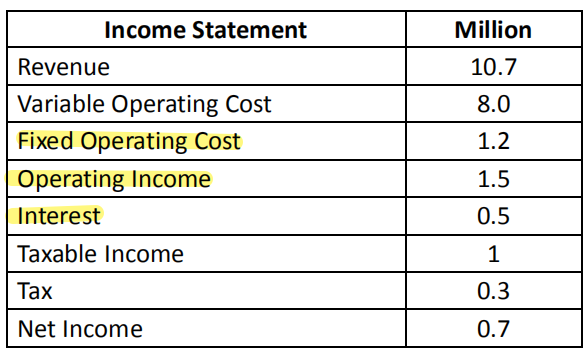 Income Statement Million
Revenue 10.7
Variable Operating Cost 8.0
Fixed Operating Cost 1.2
Operating Income 1.5
Interest 0.5
Taxable Income 1
Tax 0.3
Net Income 0.7